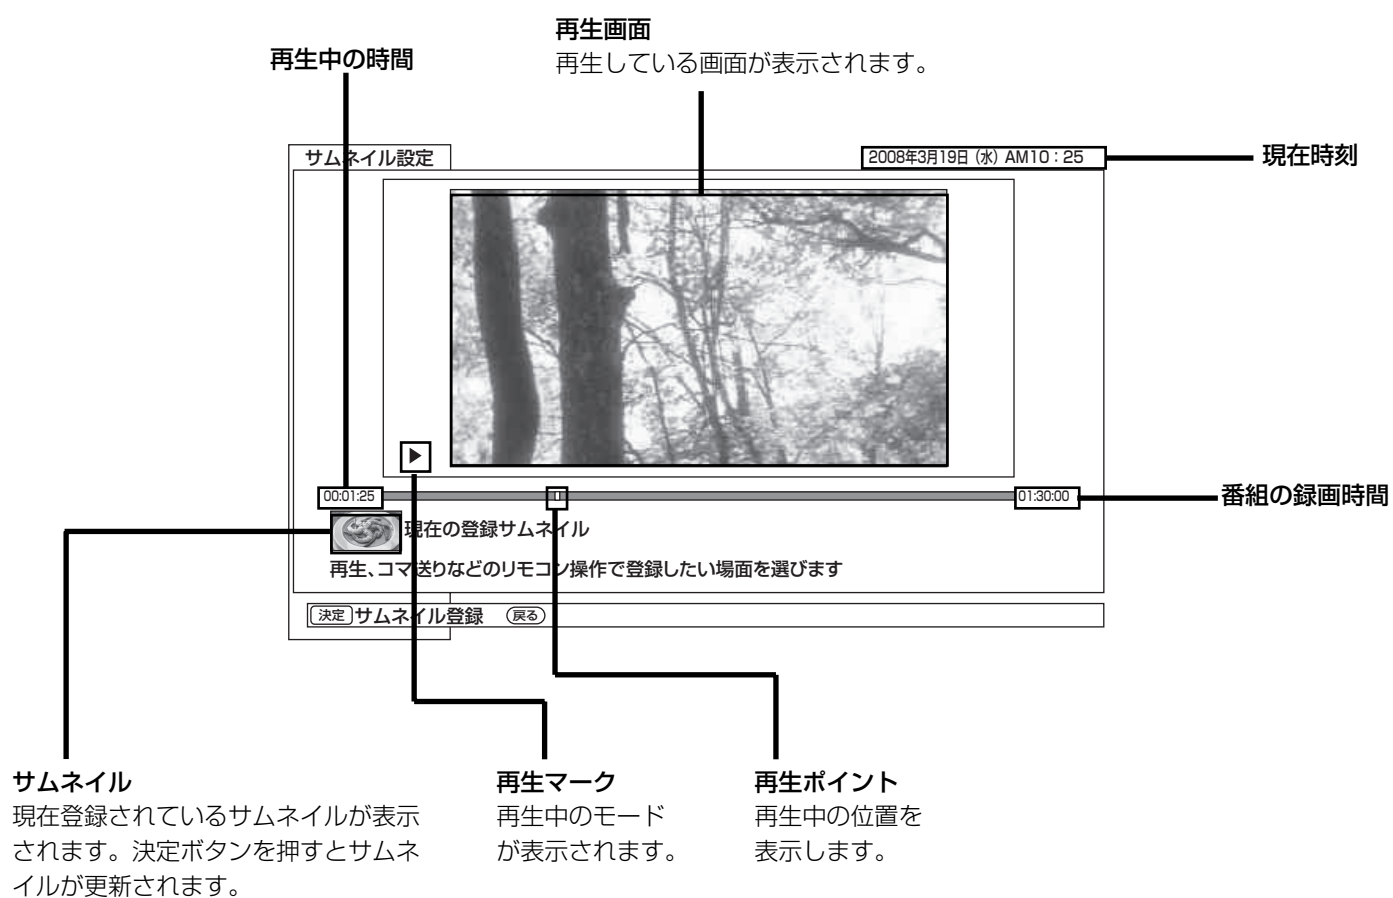 再生画面
再生している画面が表示されます。
再生中の時間
サムネイル設定
2008年3月19日(水) AM10:25
現在時刻
00:01:25
01:30:00
番組の録画時間
現在の登録サムネイル
再生、コマ送りなどのリモコン操作で登録したい場面を選びます
決定 サムネイル登録 戻る
サムネイル
現在登録されているサムネイルが表示
されます。決定ボタンを押すとサムネ
イルが更新されます。
再生マーク
再生中のモード
が表示されます。
再生ポイント
再生中の位置を
表示します。